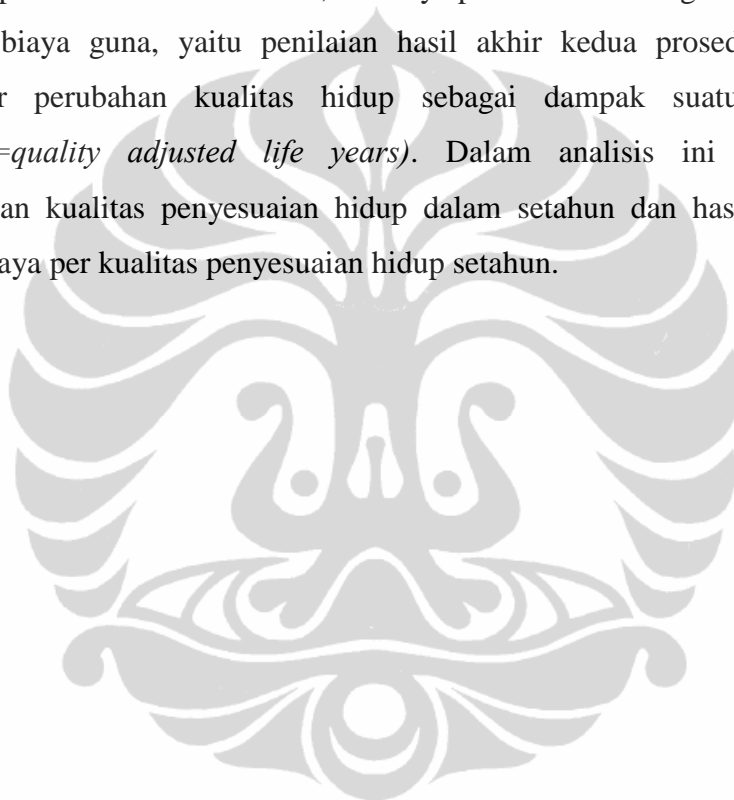 biaya guna, yaitu penilaian hasil akhir kedua prosed
r perubahan kualitas hidup sebagai dampak suatu
=quality adjusted life years). Dalam analisis ini
an kualitas penyesuaian hidup dalam setahun dan has
aya per kualitas penyesuaian hidup setahun.